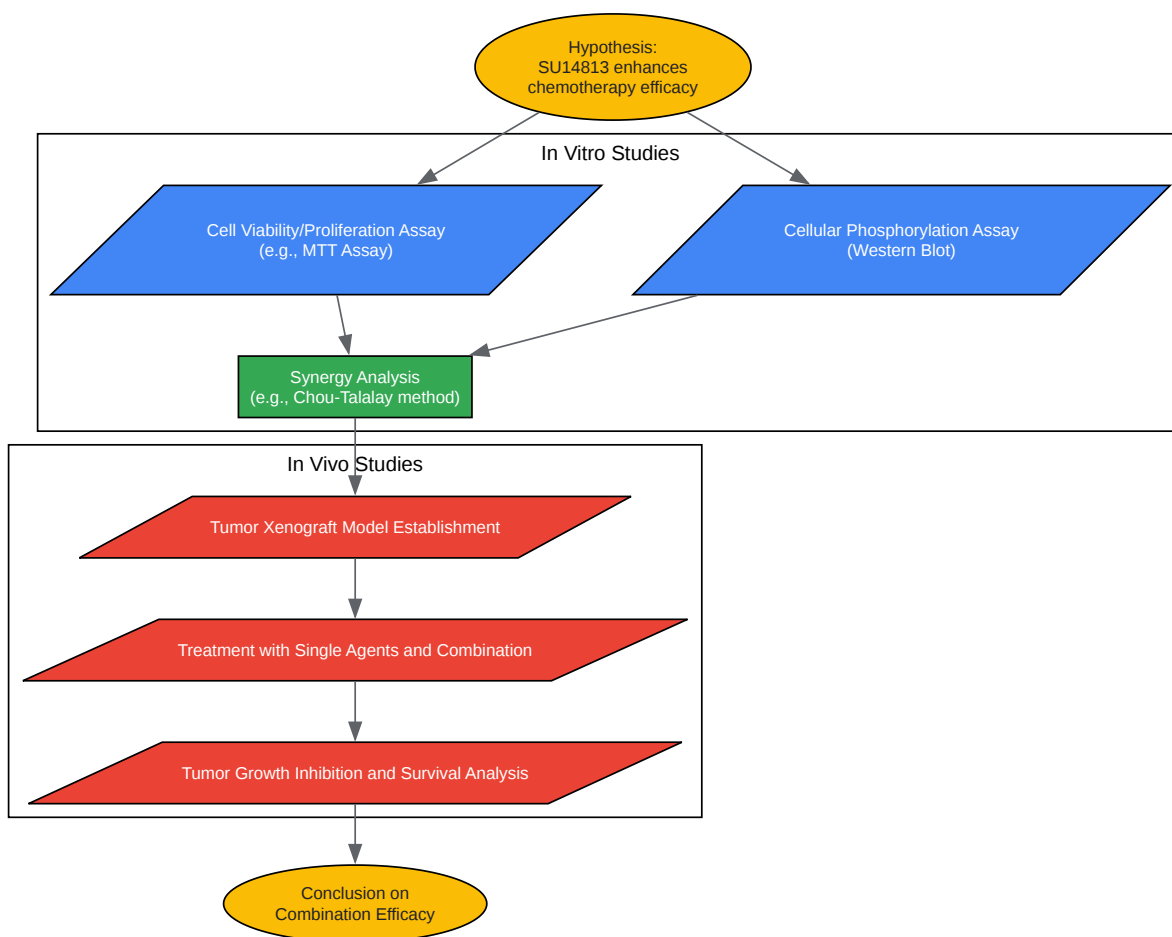 Hypothesis:
SU14813 enhances
chemotherapy efficacy
In Vitro Studies
Cell Viability/Proliferation Assay
(e.g., MTT Assay)
Cellular Phosphorylation Assay
(Western Blot)
Synergy Analysis
(e.g., Chou-Talalay method)
In Vivo Studies
Tumor Xenograft Model Establishment
Treatment with Single Agents and Combination
Tumor Growth Inhibition and Survival Analysis
Conclusion on
Combination Efficacy